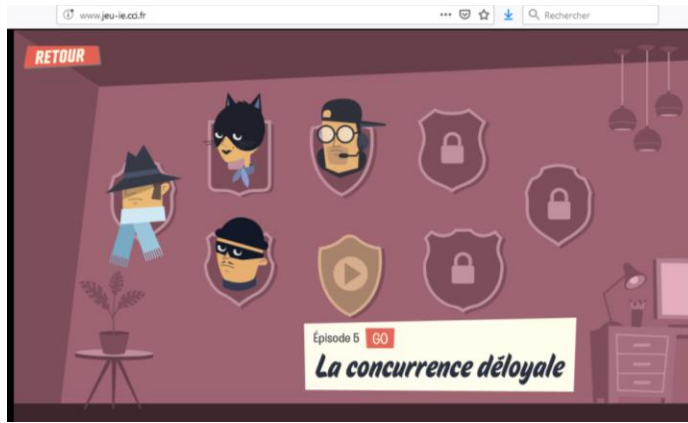 www.jeu-ie.cci.fr
Rechercher
RETOUR
Épisode 5 GO
La concurrence déloyale